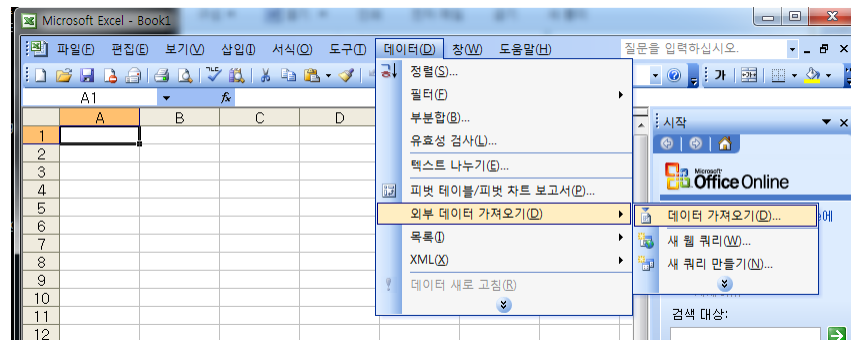 Microsoft Excel - Book1
파일(F) 편집(E) 보기(V) 삽입(I) 서식(O) 도구(T) 데이터(D) 창(W) 도움말(H) 질문을 입력하십시오.
가
A1 fx
A B C D
1
2
3
4
5
6
7
8
9
10
11
12
정렬(S)...
필터(F)
부분합(B)...
유효성 검사(L)...
텍스트 나누기(E)...
피벗 테이블/피벗 차트 보고서(P)...
외부 데이터 가져오기(D)
목록(I)
XML(X)
데이터 새로 고침(R)
데이터 가져오기(D)...
새 웹 쿼리(W)...
새 쿼리 만들기(N)...
시작
Microsoft
Office Online
에
검색 대상: